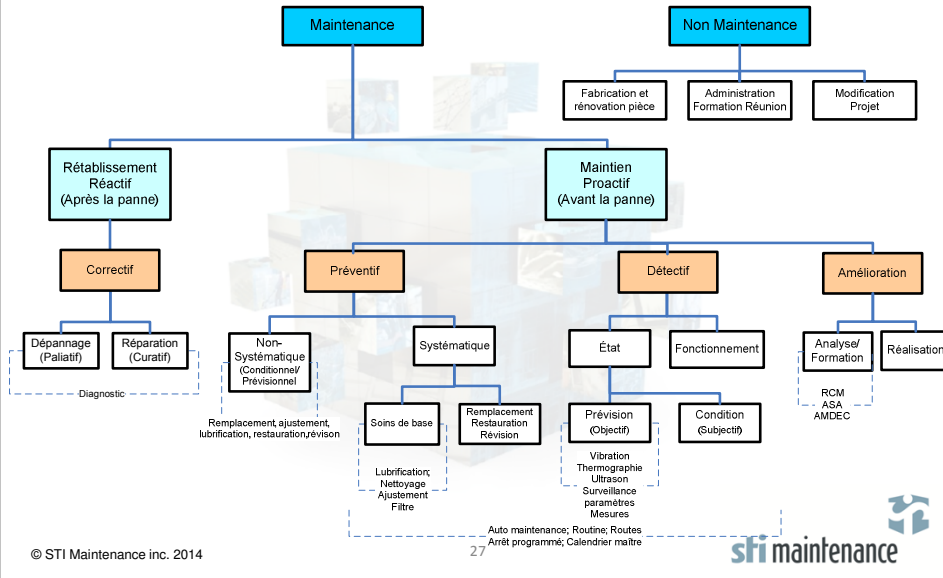 Maintenance
Non Maintenance
Fabrication et
rénovation pièce
Administration
Formation Réunion
Modification
Projet
Rétablissement
Réactif
(Après la panne)
Maintien
Proactif
(Avant la panne)
Correctif
Préventif
Détectif
Amélioration
Dépannage
(Paliatif)
Réparation
(Curatif)
Non-
Systématique
(Conditionnel/
Prévisionnel
Systématique
État
Fonctionnement
Analyse/
Formation
Réalisation
Diagnostic
Remplacement, ajustement,
lubrification, restauration,révison
Soins de base
Remplacement
Restauration
Révision
Prévision
(Objectif)
Condition
(Subjectif)
RCM
ASA
AMDEC
Lubrification;
Nettoyage
Ajustement
Filtre
Vibration
Thermographie
Ultrason
Surveillance
paramètres
Mesures
Auto maintenance; Routine; Routes
Arrêt programmé; Calendrier maître
© STI Maintenance inc. 2014
27
sti maintenance